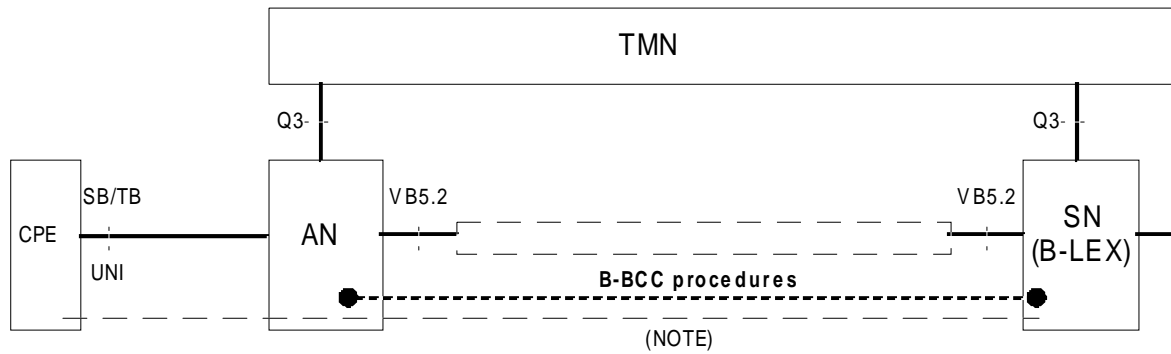 TMN
Q3
Q3
SB/TB
VB5.2
VB5.2
CPE
AN
SN
(B-LEX)
UNI
B-BCC procedures
(NOTE)